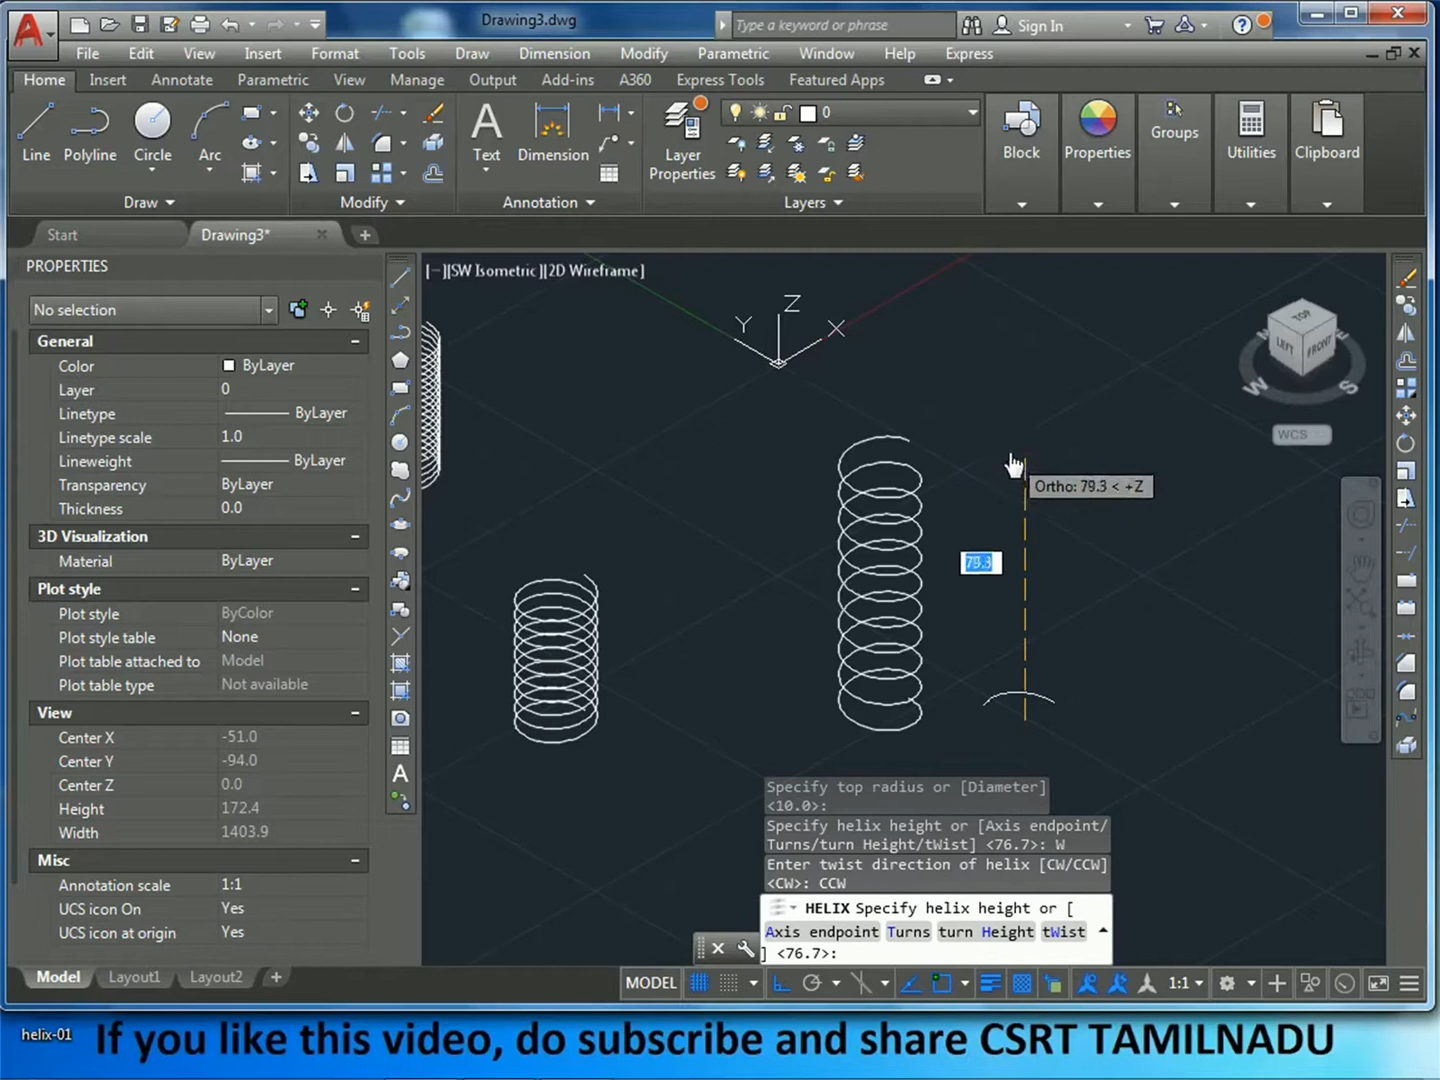 Drawing3.dwg
Type a keyword or phrase
Sign In
File Edit View Insert Format Tools Draw Dimension Modify Parametric Window Help Express
Home Insert Annotate Parametric View Manage Output Add-ins A360 Express Tools Featured Apps
Line Polyline Circle Arc
Text Dimension
Layer
Properties
0
Block Properties Groups Utilities Clipboard
Draw Modify Annotation Layers
Start Drawing3*
PROPERTIES
No selection
General
Color ByLayer
Layer 0
Linetype ByLayer
Linetype scale 1.0
Lineweight ByLayer
Transparency ByLayer
Thickness 0.0
3D Visualization
Material ByLayer
Plot style
Plot style ByColor
Plot style table None
Plot table attached to Model
Plot table type Not available
View
Center X -51.0
Center Y -94.0
Center Z 0.0
Height 172.4
Width 1403.9
Misc
Annotation scale 1:1
UCS icon On Yes
UCS icon at origin Yes
[−][SW Isometric][2D Wireframe]
Z
Y X
TOP
LEFT FRONT
W S
WCS
Ortho: 79.3 < +Z
79.3
Specify top radius or [Diameter]
<10.0>:
Specify helix height or [Axis endpoint/
Turns/turn Height/tWist] <76.7>: W
Enter twist direction of helix [CW/CCW]
<CW>: CCW
HELIX Specify helix height or [
Axis endpoint Turns turn Height tWist
] <76.7>:
Model Layout1 Layout2
MODEL 1:1
helix-01 If you like this video, do subscribe and share CSRT TAMILNADU